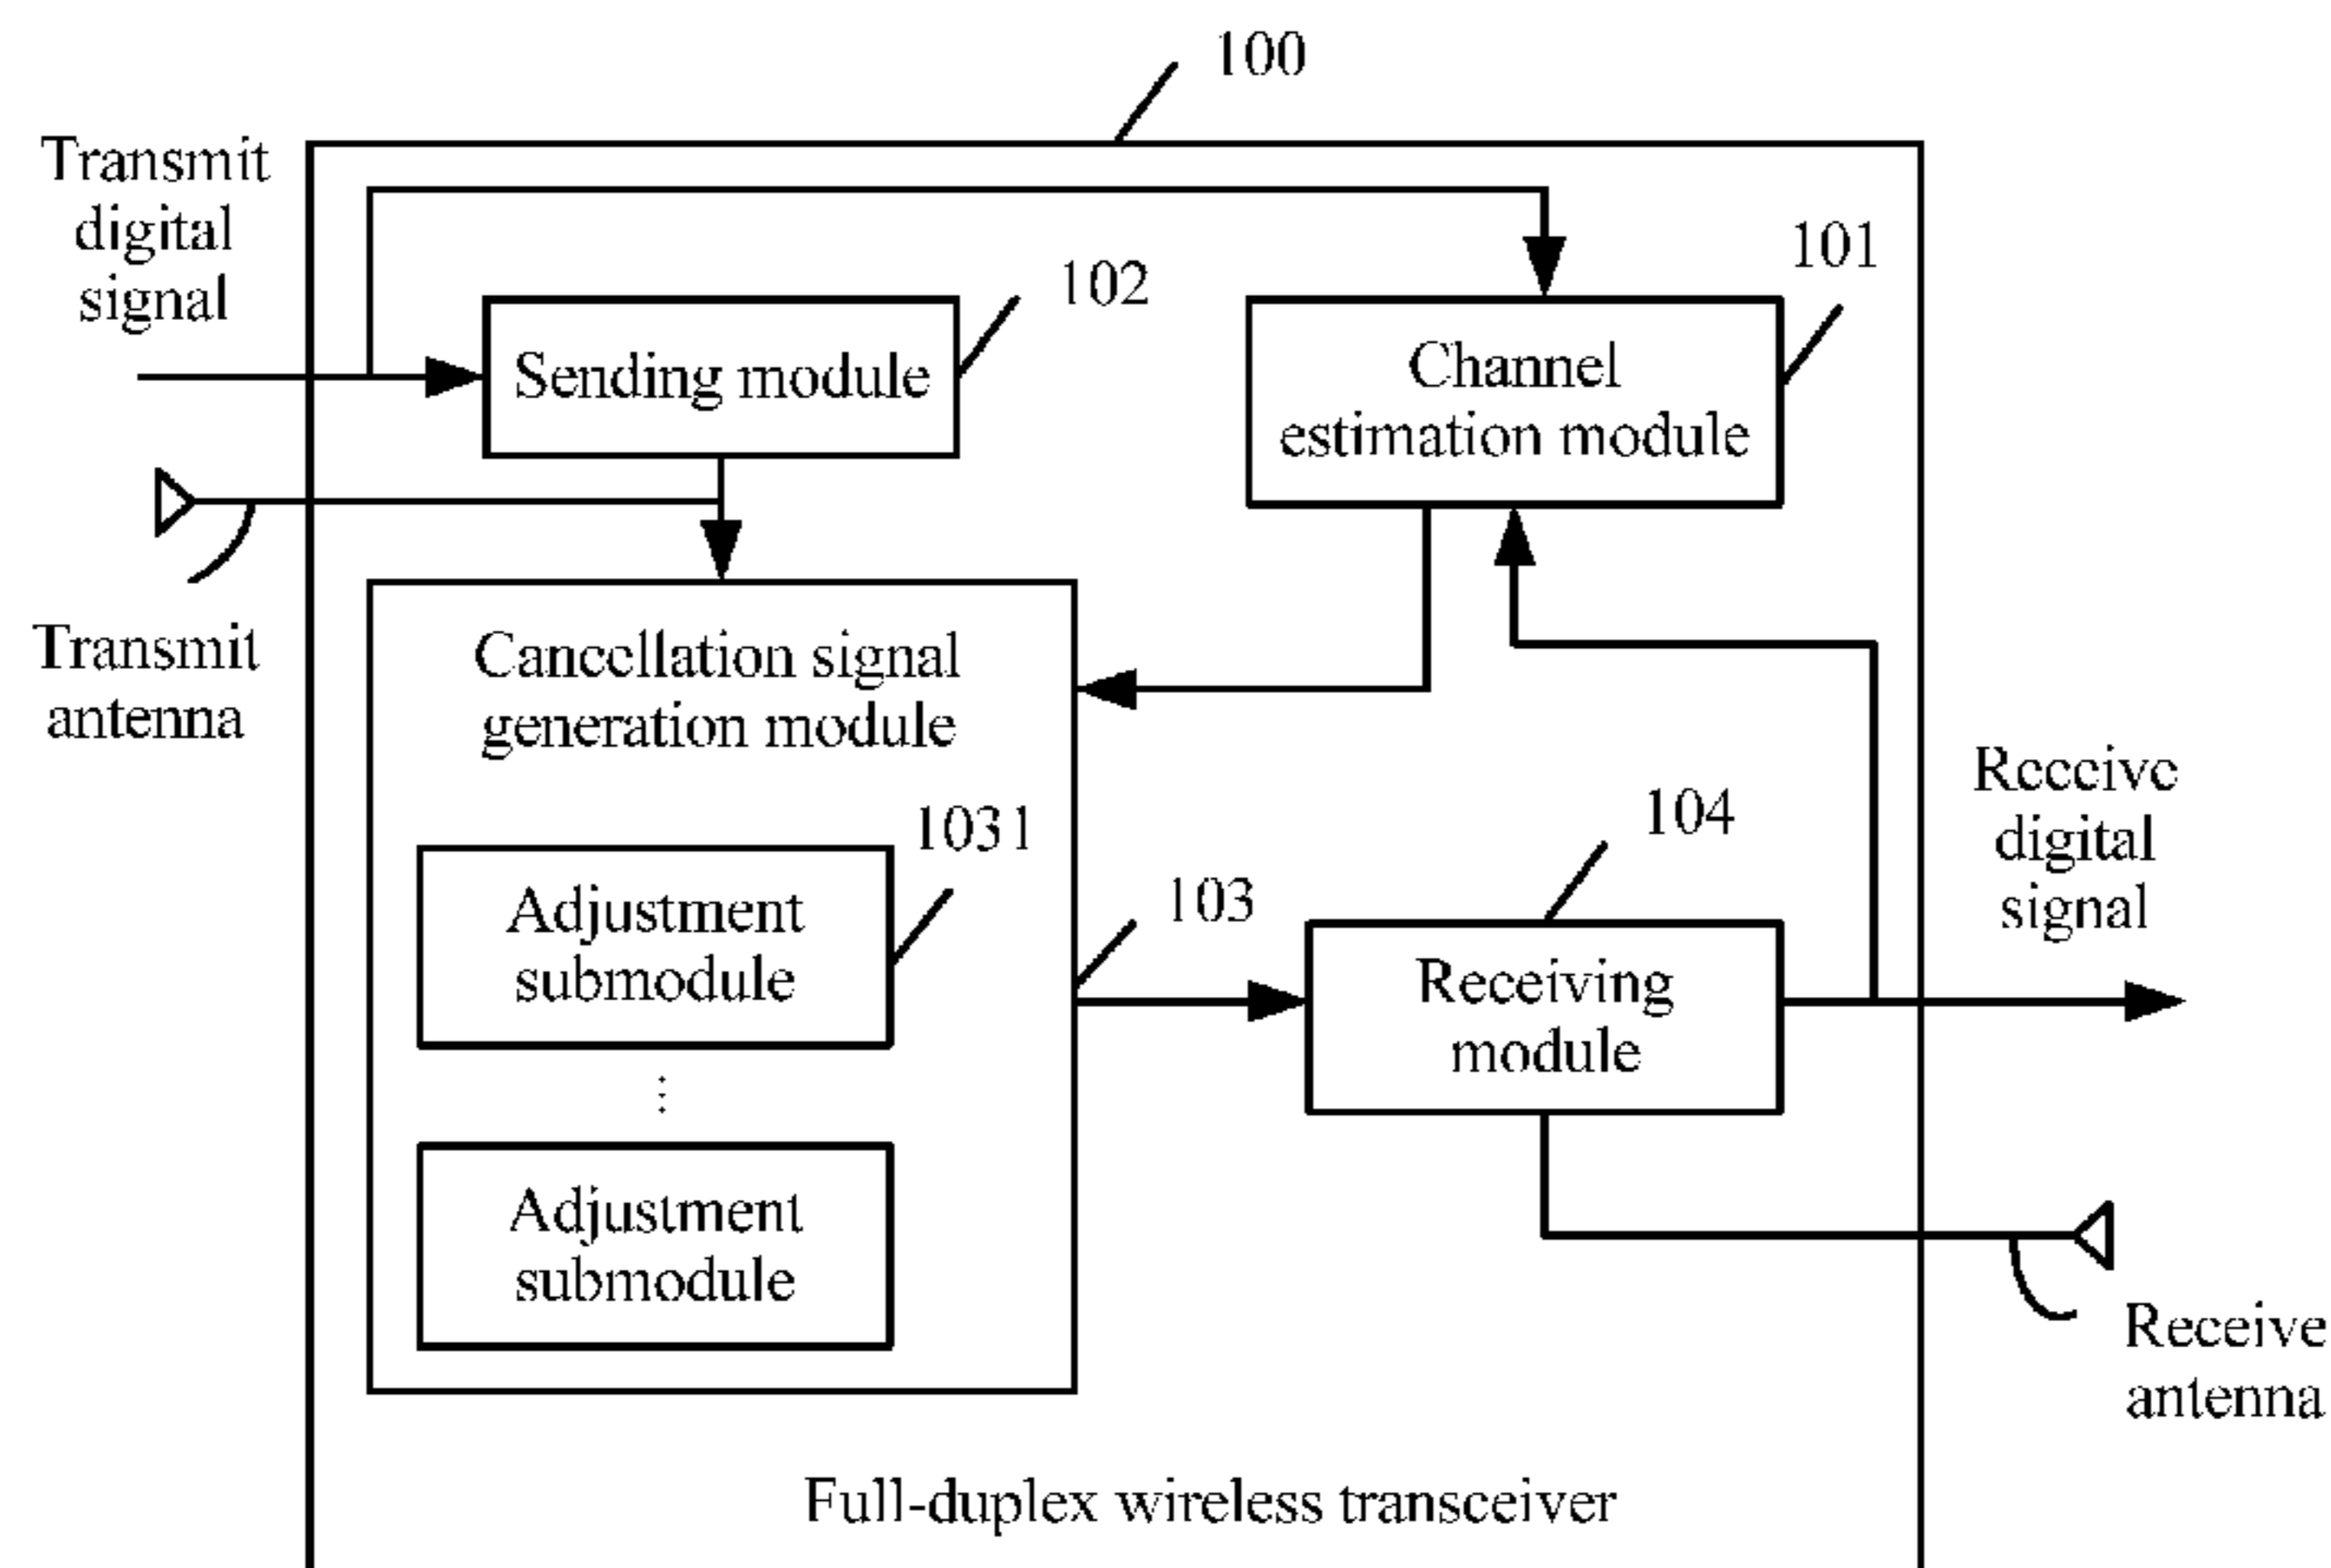 100
Transmit
digital
signal
102
101
Sending module
Channel
estimation module
Transmit
antenna
Cancellation signal
generation module
1031
Adjustment
submodule
103
104
Receive
digital
signal
Receiving
module
Adjustment
submodule
Receive
antenna
Full-duplex wireless transceiver